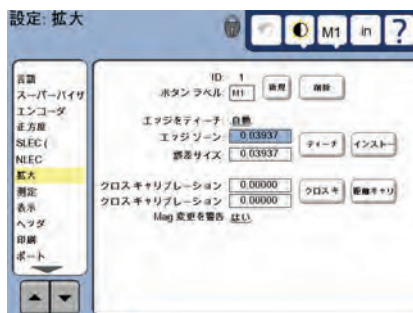 設定: 拡大
M1
in
?
言語
スーパーバイザ
エンコーダ
正方度
SLEC (
NLEC
拡大
測定
表示
ヘッダ
印刷
ポート
ID: 1
ボタン ラベル: M1
新規
削除
エッジをティーチ: 自動
エッジ ゾーン: 0.03937
誤差サイズ: 0.03937
ティーチ
インストー
クロス キャリブレーション: 0.00000
クロス キャリブレーション: 0.00000
クロス キ
距離キャリ
Mag 変更を警告: はい